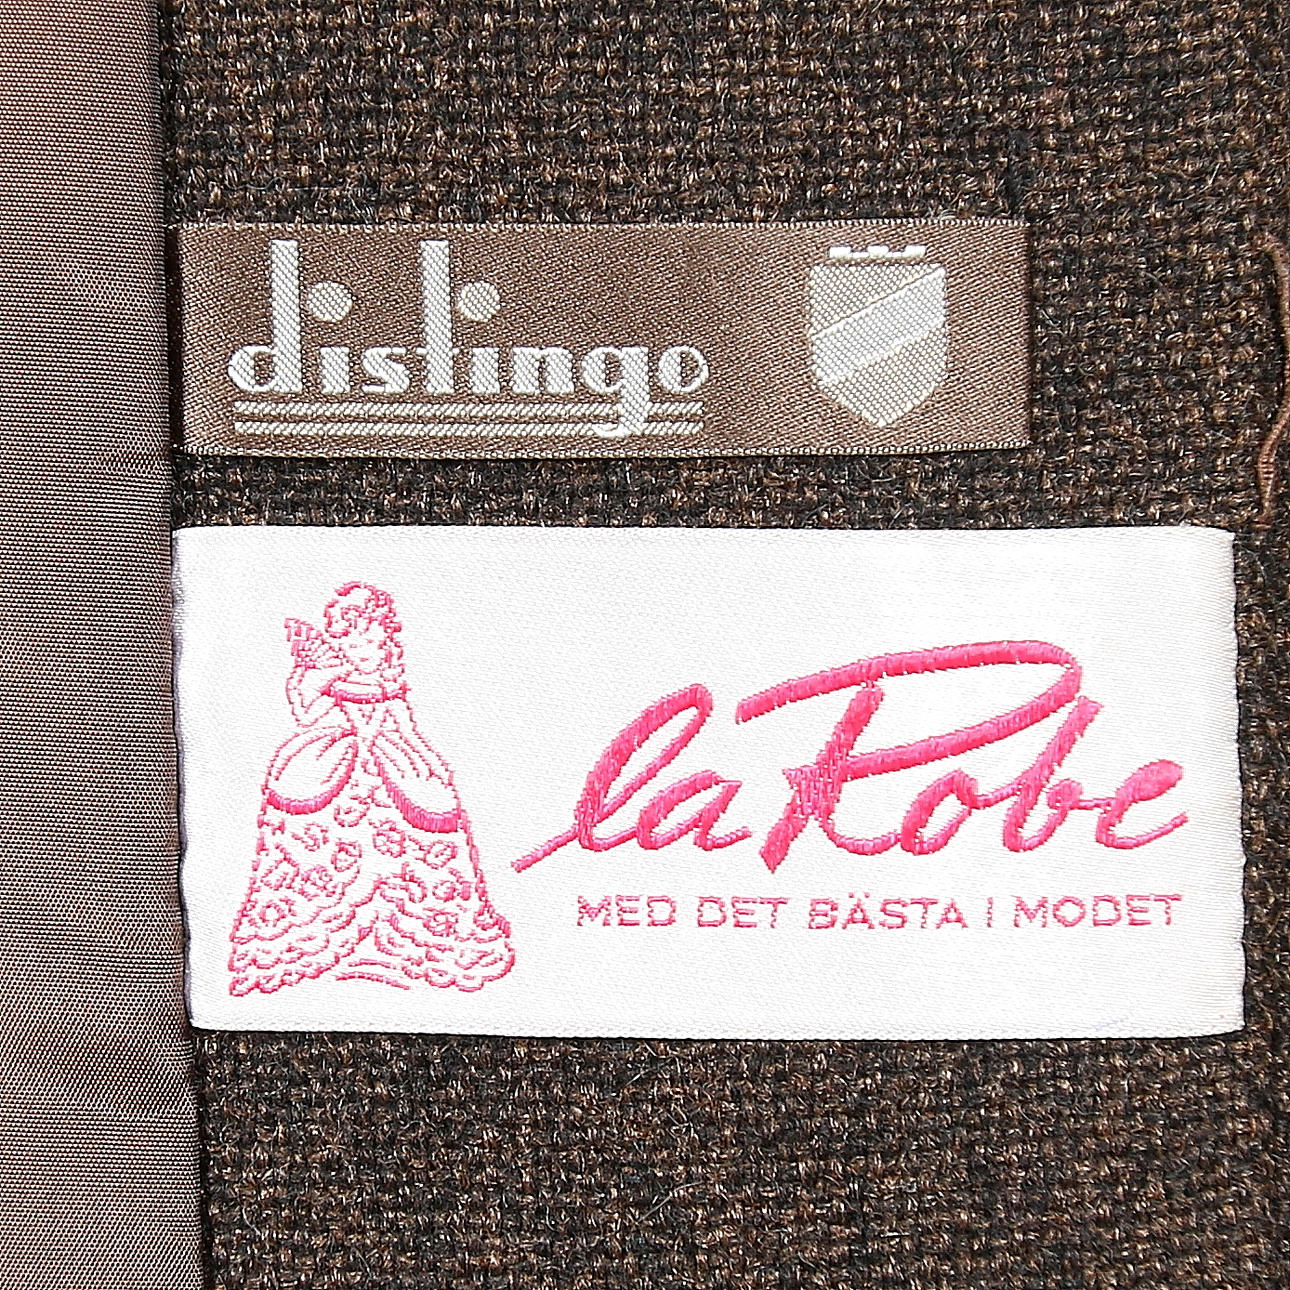 distingo
la Robe
MED DET BÄSTA I MODET